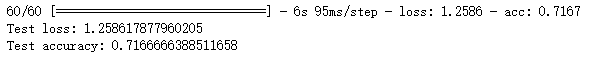 60/60 [==============================] - 6s 95ms/step - loss: 1.2586 - acc: 0.7167
Test loss: 1.258617877960205
Test accuracy: 0.7166666388511658